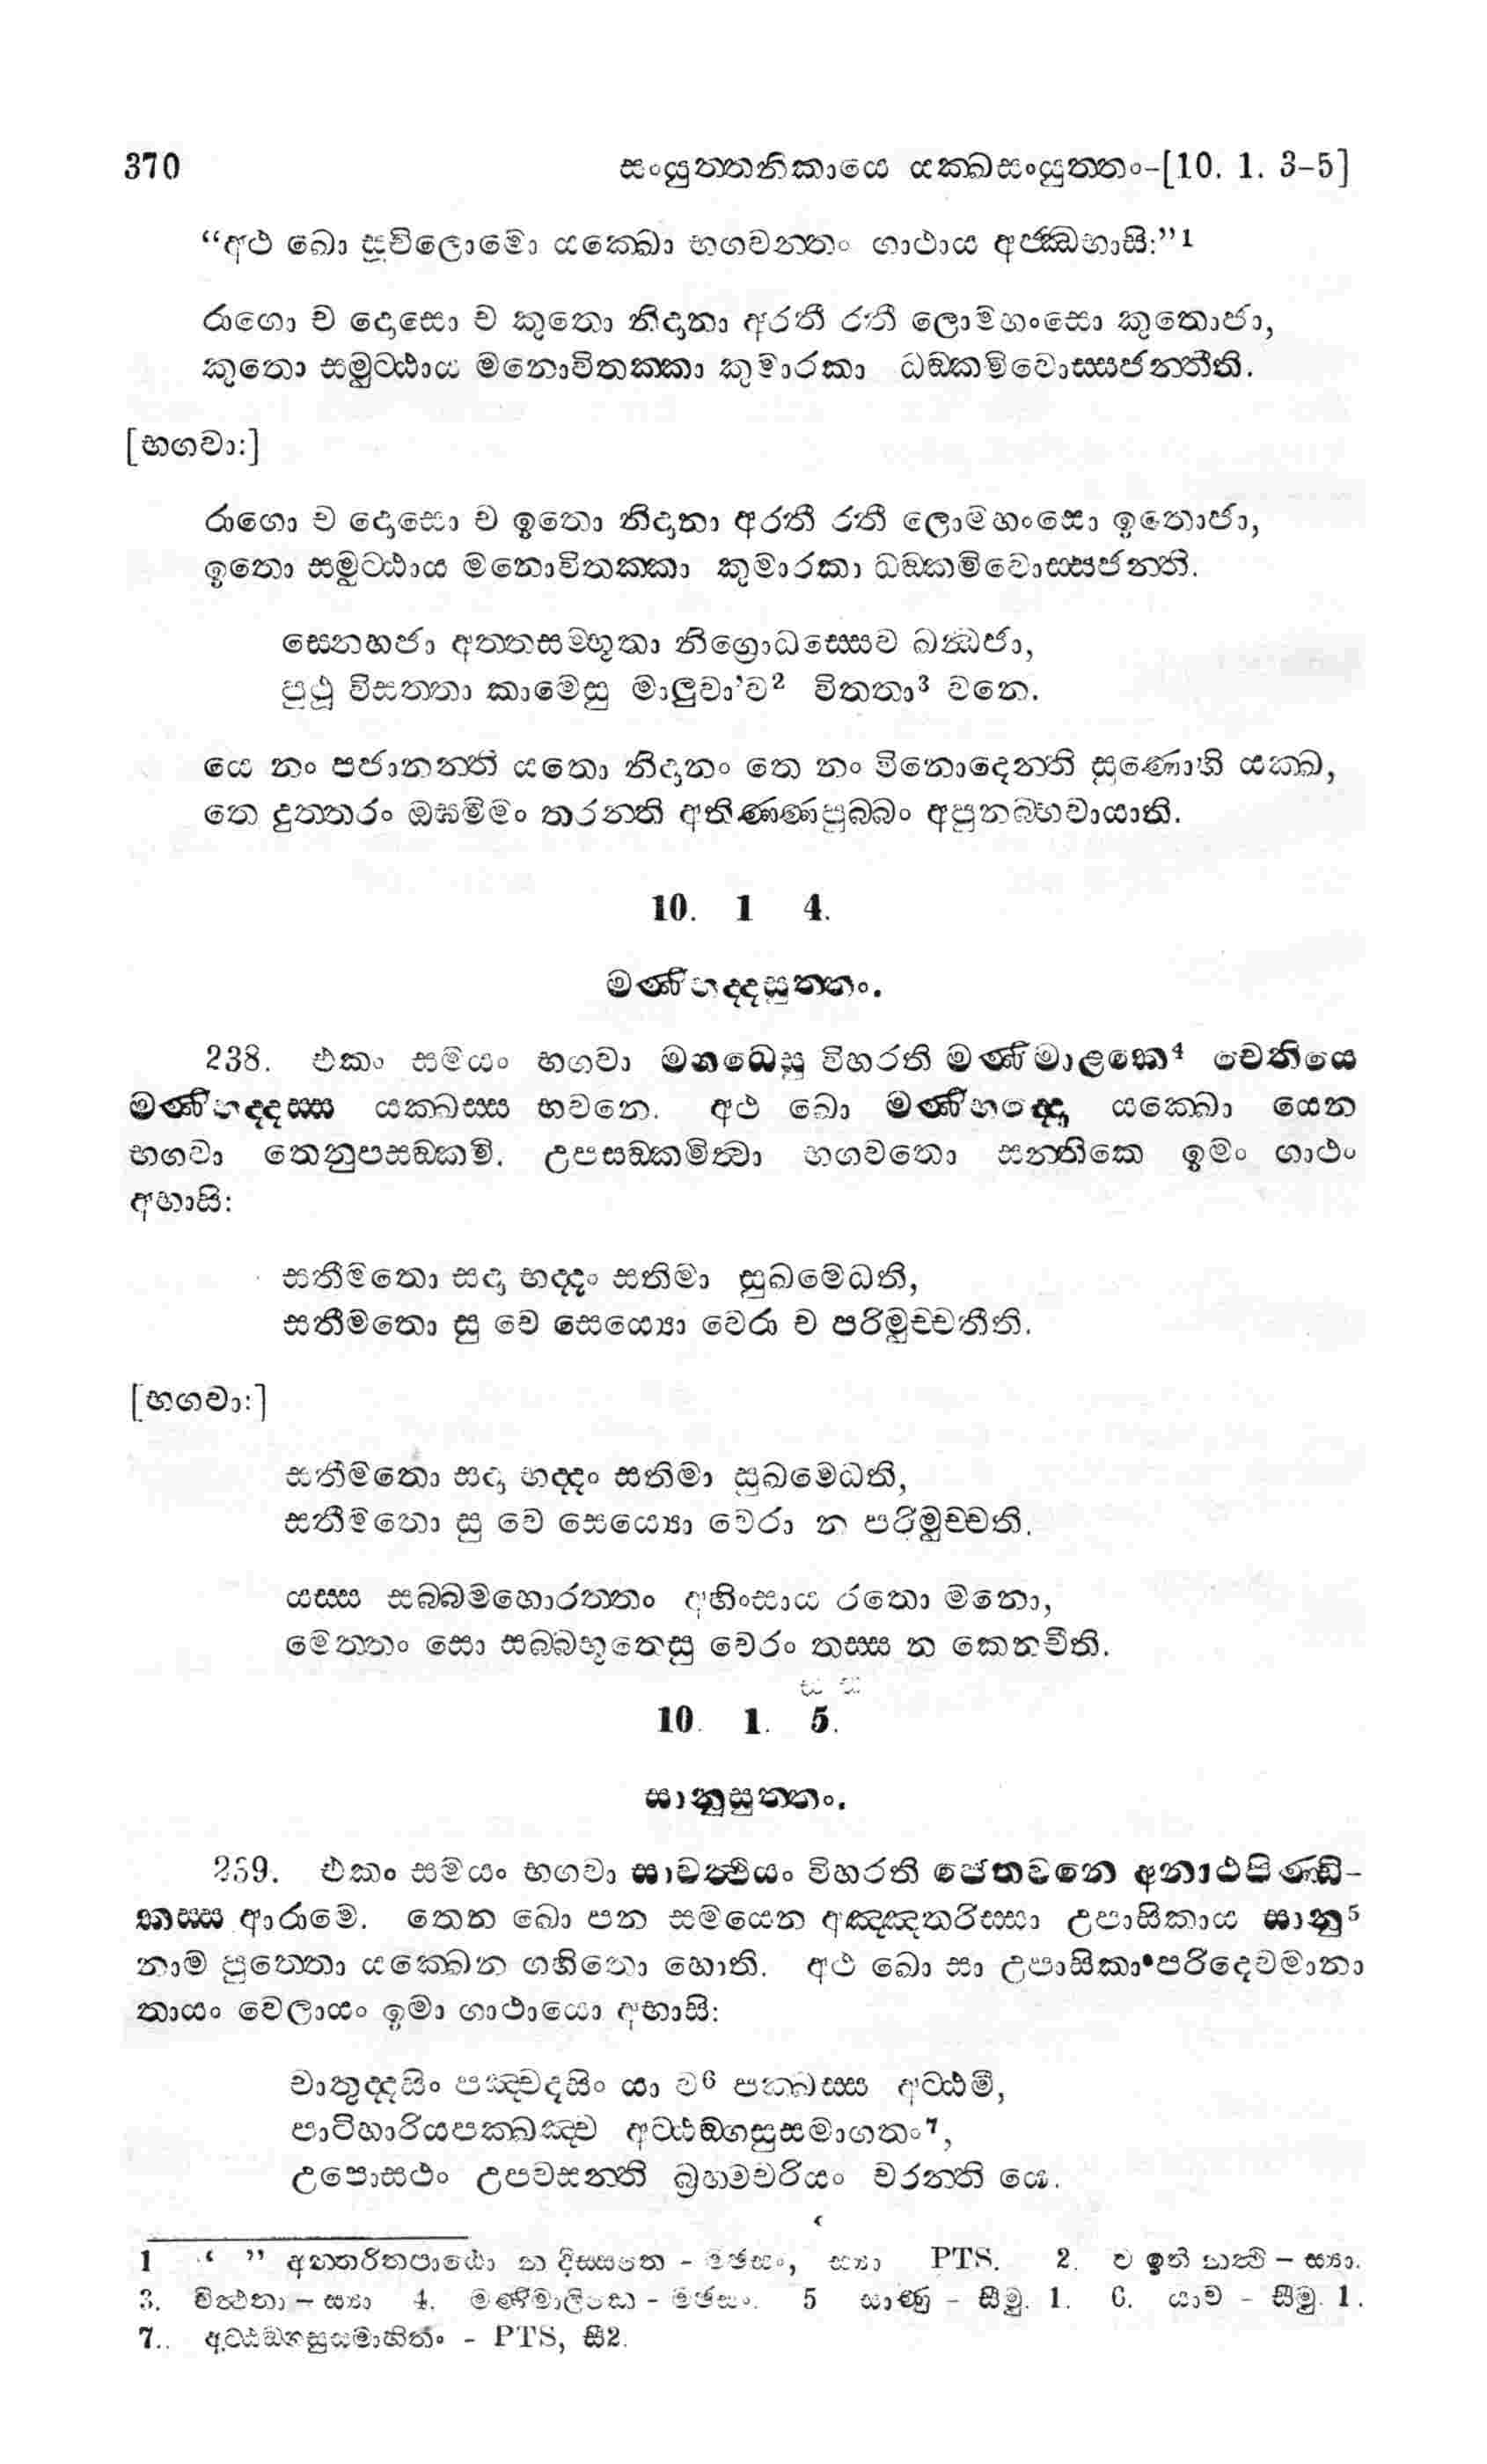 370 සංයුත්තනිකායෙ යක්ඛසංයුත්තං-[10. 1. 3-5]
“අථ ඛො සූචිලොමො යක්ඛො භගවන්තං ගාථාය අජ්ඣභාසි:”1
රාගො ච දොසො ච කුතො නිදානා අරතී රතී ලොමහංසො කුතොජා,
කුතො සමුට්ඨාය මනොවිතක්කා කුමාරකා ධඞ්කමිවොස්සජන්තීති.
[භගවා:]
රාගො ච දොසො ච ඉතො නිදානා අරතී රතී ලොමහංසො ඉතොජා,
ඉතො සමුට්ඨාය මනොවිතක්කා කුමාරකා ධඞ්කමිවොස්සජන්ති.
සෙනහජා අත්තසම්භූතා නිග්‍රොධස්සෙව ඛන්ධජා,
පුථූ විසත්තා කාමෙසු මාලුවා’ව2 විතතා3 වනෙ.
යෙ නං පජානන්ති යතො නිදානං තෙ නං විනොදෙන්ති සුණොහි යක්ඛ,
තෙ දුත්තරං ඔඝමිමං තරන්ති අතිණ්ණපුබ්බං අපුනබ්භවායාති.
10. 1 4.
මණිභද්දසුත්තං.
238. එකං සමයං භගවා මගධෙසු විහරති මණිමාළකෙ4 චෙතියෙ
මණිභද්දස්ස යක්ඛස්ස භවනෙ. අථ ඛො මණිභද්දො යක්ඛො යෙන
භගවා තෙනුපසඞ්කමි. උපසඞ්කමිත්වා භගවතො සන්තිකෙ ඉමං ගාථං
අභාසි:
සතීමතො සදා භද්දං සතිමා සුඛමෙධති,
සතීමතො සු වෙ සෙය්‍යො වෙරා ච පරිමුච්චතීති.
[භගවා:]
සතීමතො සදා භද්දං සතිමා සුඛමෙධති,
සතීමතො සු වෙ සෙය්‍යො වෙරා න පරිමුච්චති.
යස්ස සබ්බමහොරත්තං අහිංසාය රතො මනො,
මෙත්තං සො සබ්බභූතෙසු වෙරං තස්ස න කෙනචීති.
10. 1. 5.
සානුසුත්තං.
239. එකං සමයං භගවා සාවත්ථියං විහරති ජෙතවනෙ අනාථපිණ්ඩි-
කස්ස ආරාමෙ. තෙන ඛො පන සමයෙන අඤ්ඤතරිස්සා උපාසිකාය සානු5
නාම පුත්තො යක්ඛෙන ගහිතො හොති. අථ ඛො සා උපාසිකා පරිදෙවමානා
තායං වෙලායං ඉමා ගාථායො අභාසි:
චාතුද්දසිං පඤ්චදසිං යා ච6 පක්ඛස්ස අට්ඨමී,
පාටිහාරියපක්ඛඤ්ච අට්ඨඞ්ගසුසමාගතං7,
උපොසථං උපවසන්ති බ්‍රහ්මචරියං චරන්ති යෙ.
1 “ ” අන්තරිතපාඨො න දිස්සතෙ - මඡසං, ස්‍යා PTS. 2. ච ඉති කත්ථචි – ස්‍යා.
3. විත්ථතා – ස්‍යා 4. මණිමාලිකෙ - මඡසං. 5 සාණු - සීමු. 1. 6. යාව - සීමු. 1.
7.. අට්ඨඞ්ගසුසමාහිතං - PTS, සී2.